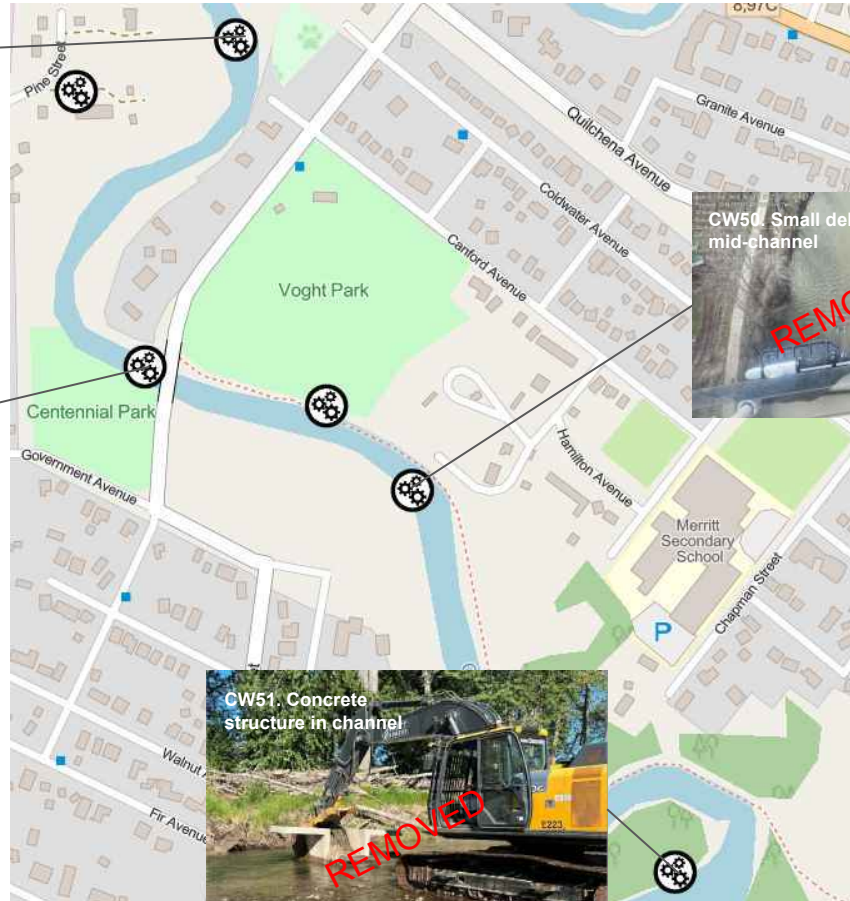 8,97C
Pine Street
Granite Avenue
Quilchena Avenue
Coldwater Avenue
CW50. Small
mid-channel
REMO
Canford Avenue
Voght Park
Centennial Park
Government Avenue
Hamilton Avenue
Merritt
Secondary
School
Chapman Street
P
CW51. Concrete
structure in channel
REMOVED
Walnut
Fir Avenue